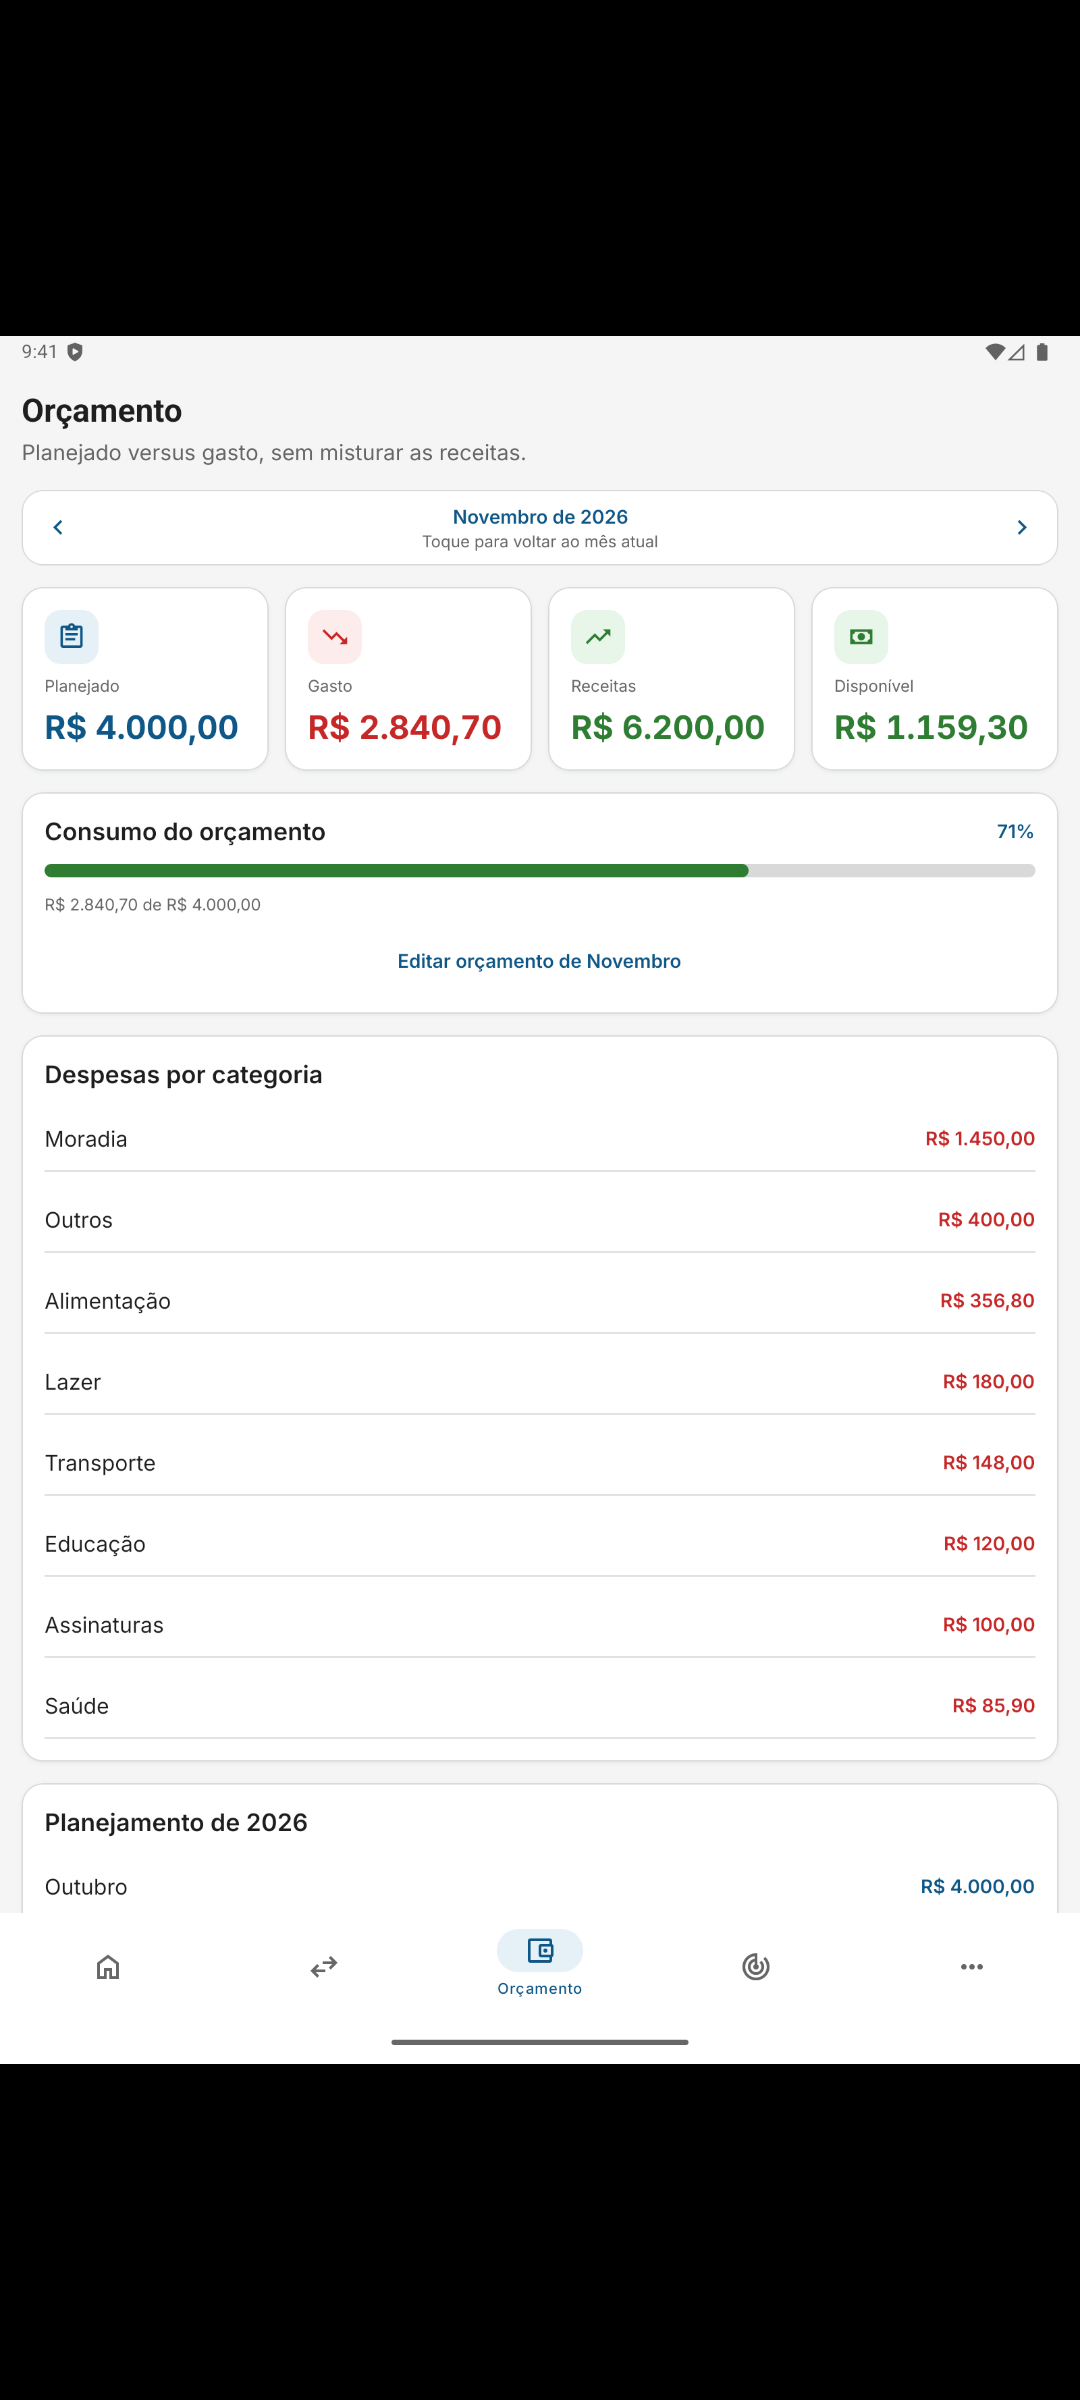 9:41
Orçamento
Planejado versus gasto, sem misturar as receitas.
Novembro de 2026
Toque para voltar ao mês atual
Planejado
R$ 4.000,00
Gasto
R$ 2.840,70
Receitas
R$ 6.200,00
Disponível
R$ 1.159,30
Consumo do orçamento 71%
R$ 2.840,70 de R$ 4.000,00
Editar orçamento de Novembro
Despesas por categoria
Moradia R$ 1.450,00
Outros R$ 400,00
Alimentação R$ 356,80
Lazer R$ 180,00
Transporte R$ 148,00
Educação R$ 120,00
Assinaturas R$ 100,00
Saúde R$ 85,90
Planejamento de 2026
Outubro R$ 4.000,00
Orçamento